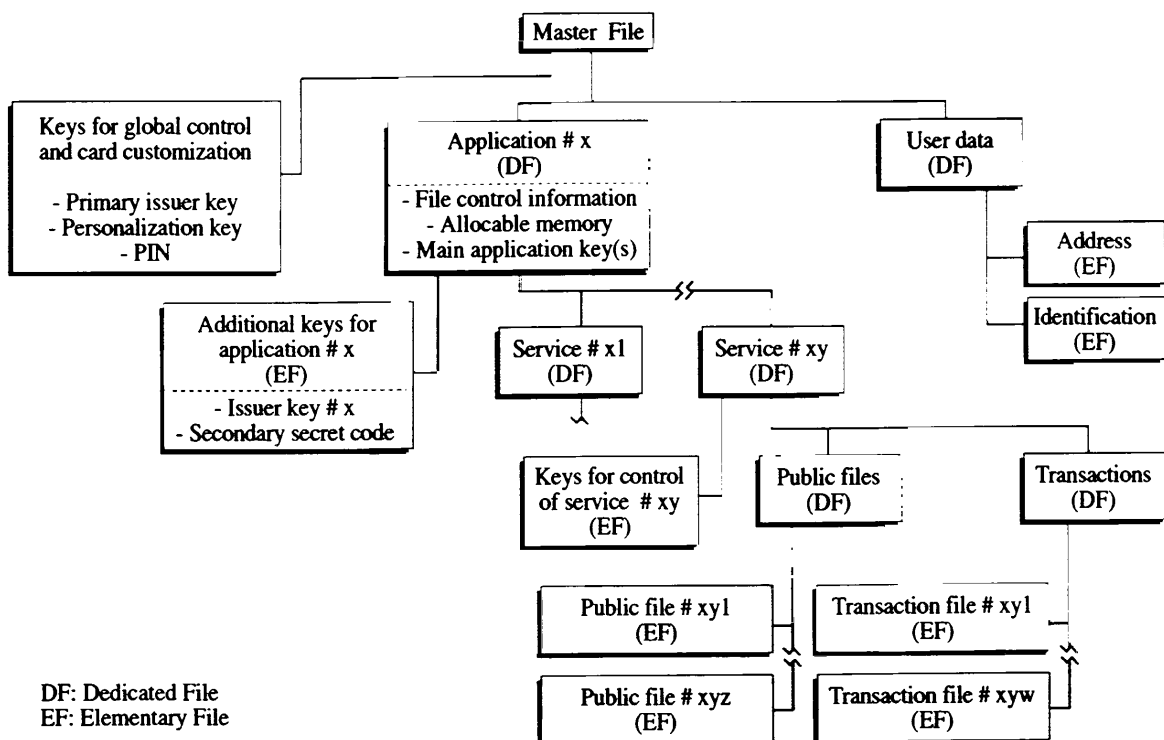 Master File
Keys for global control
and card customization
- Primary issuer key
- Personalization key
- PIN
Application # x
(DF)
- File control information
- Allocable memory
- Main application key(s)
User data
(DF)
Address
(EF)
Identification
(EF)
Additional keys for
application # x
(EF)
- Issuer key # x
- Secondary secret code
Service # x1
(DF)
Service # xy
(DF)
Keys for control
of service # xy
(EF)
Public files
(DF)
Transactions
(DF)
Public file # xy1
(EF)
Transaction file # xy1
(EF)
Public file # xyz
(EF)
Transaction file # xyw
(EF)
DF: Dedicated File
EF: Elementary File